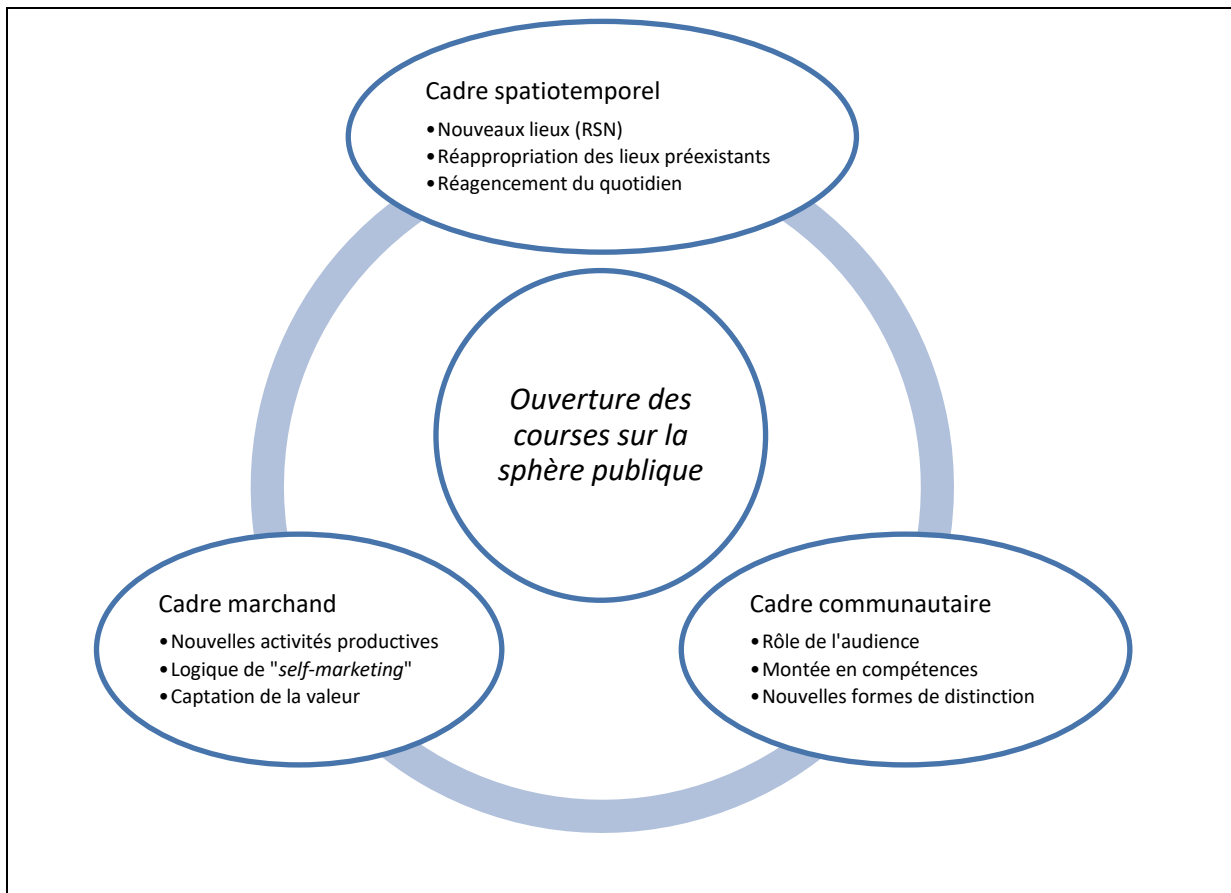 Cadre spatiotemporel
•Nouveaux lieux (RSN)
•Réappropriation des lieux préexistants
•Réagencement du quotidien
Ouverture des
courses sur la
sphère publique
Cadre marchand
•Nouvelles activités productives
•Logique de "self-marketing"
•Captation de la valeur
Cadre communautaire
•Rôle de l'audience
•Montée en compétences
•Nouvelles formes de distinction